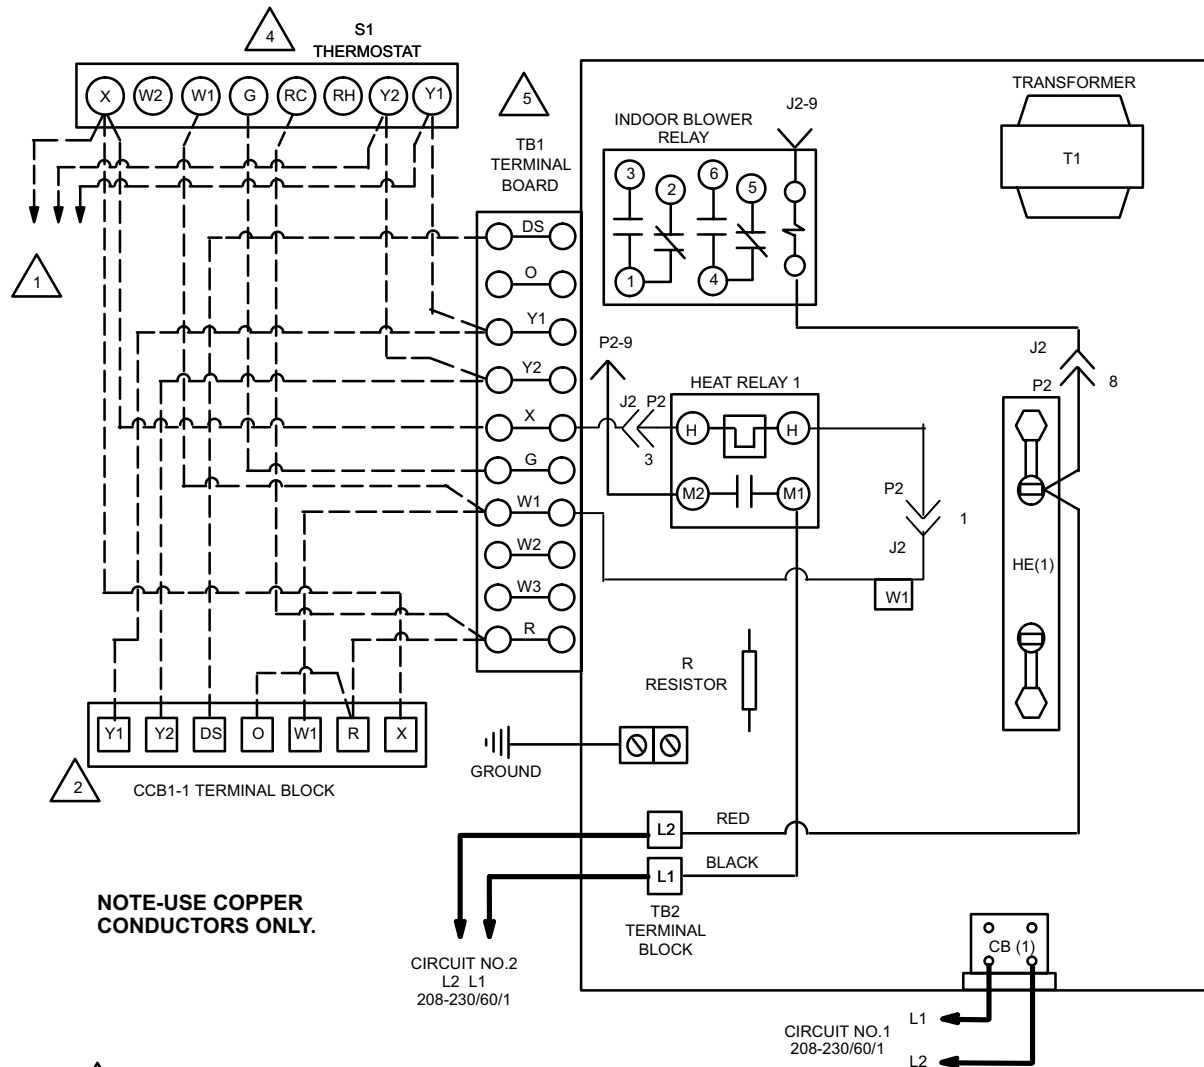 4
S1
THERMOSTAT
X W2 W1 G RC RH Y2 Y1
1
5
TB1
TERMINAL
BOARD
DS
O
Y1
Y2
X
G
W1
W2
W3
R
INDOOR BLOWER
RELAY
J2-9
3
2
6
5
1
4
TRANSFORMER
T1
P2-9
J2 P2
3
HEAT RELAY 1
H H
M2 M1
P2
1
J2
W1
J2
P2
8
HE(1)
R
RESISTOR
GROUND
Y1 Y2 DS O W1 R X
2
CCB1-1 TERMINAL BLOCK
L2
RED
L1
BLACK
TB2
TERMINAL
BLOCK
NOTE-USE COPPER
CONDUCTORS ONLY.
CIRCUIT NO.2
L2 L1
208-230/60/1
CB (1)
CIRCUIT NO.1
208-230/60/1
L1
L2